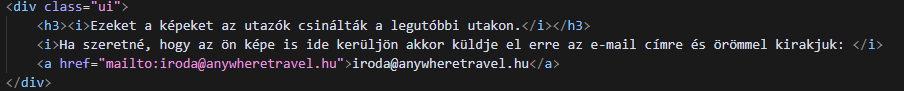 <div class="ui">
<h3><i>Ezeket a képeket az utazók csinálták a legutóbbi utakon.</i></h3>
<i>Ha szeretné, hogy az ön képe is ide kerüljön akkor küldje el erre az e-mail címre és örömmel kirakjuk: </i>
<a href="mailto:iroda@anywheretravel.hu">iroda@anywheretravel.hu</a>
</div>